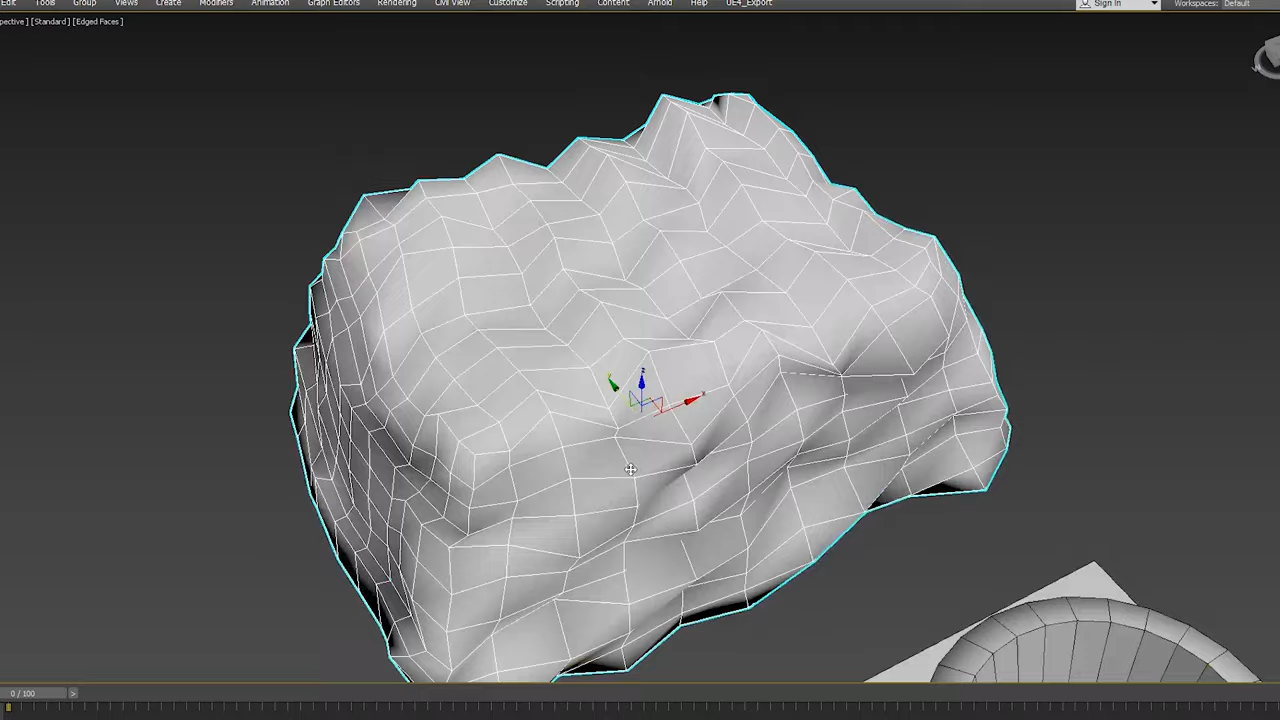 Edit Tools Group Views Create Modifiers Animation Graph Editors Rendering Civil View Customize Scripting Content Arnold Help UE4_Export Sign In Workspaces: Default
[Standard] [Edged Faces]
z
x
0 / 100 >